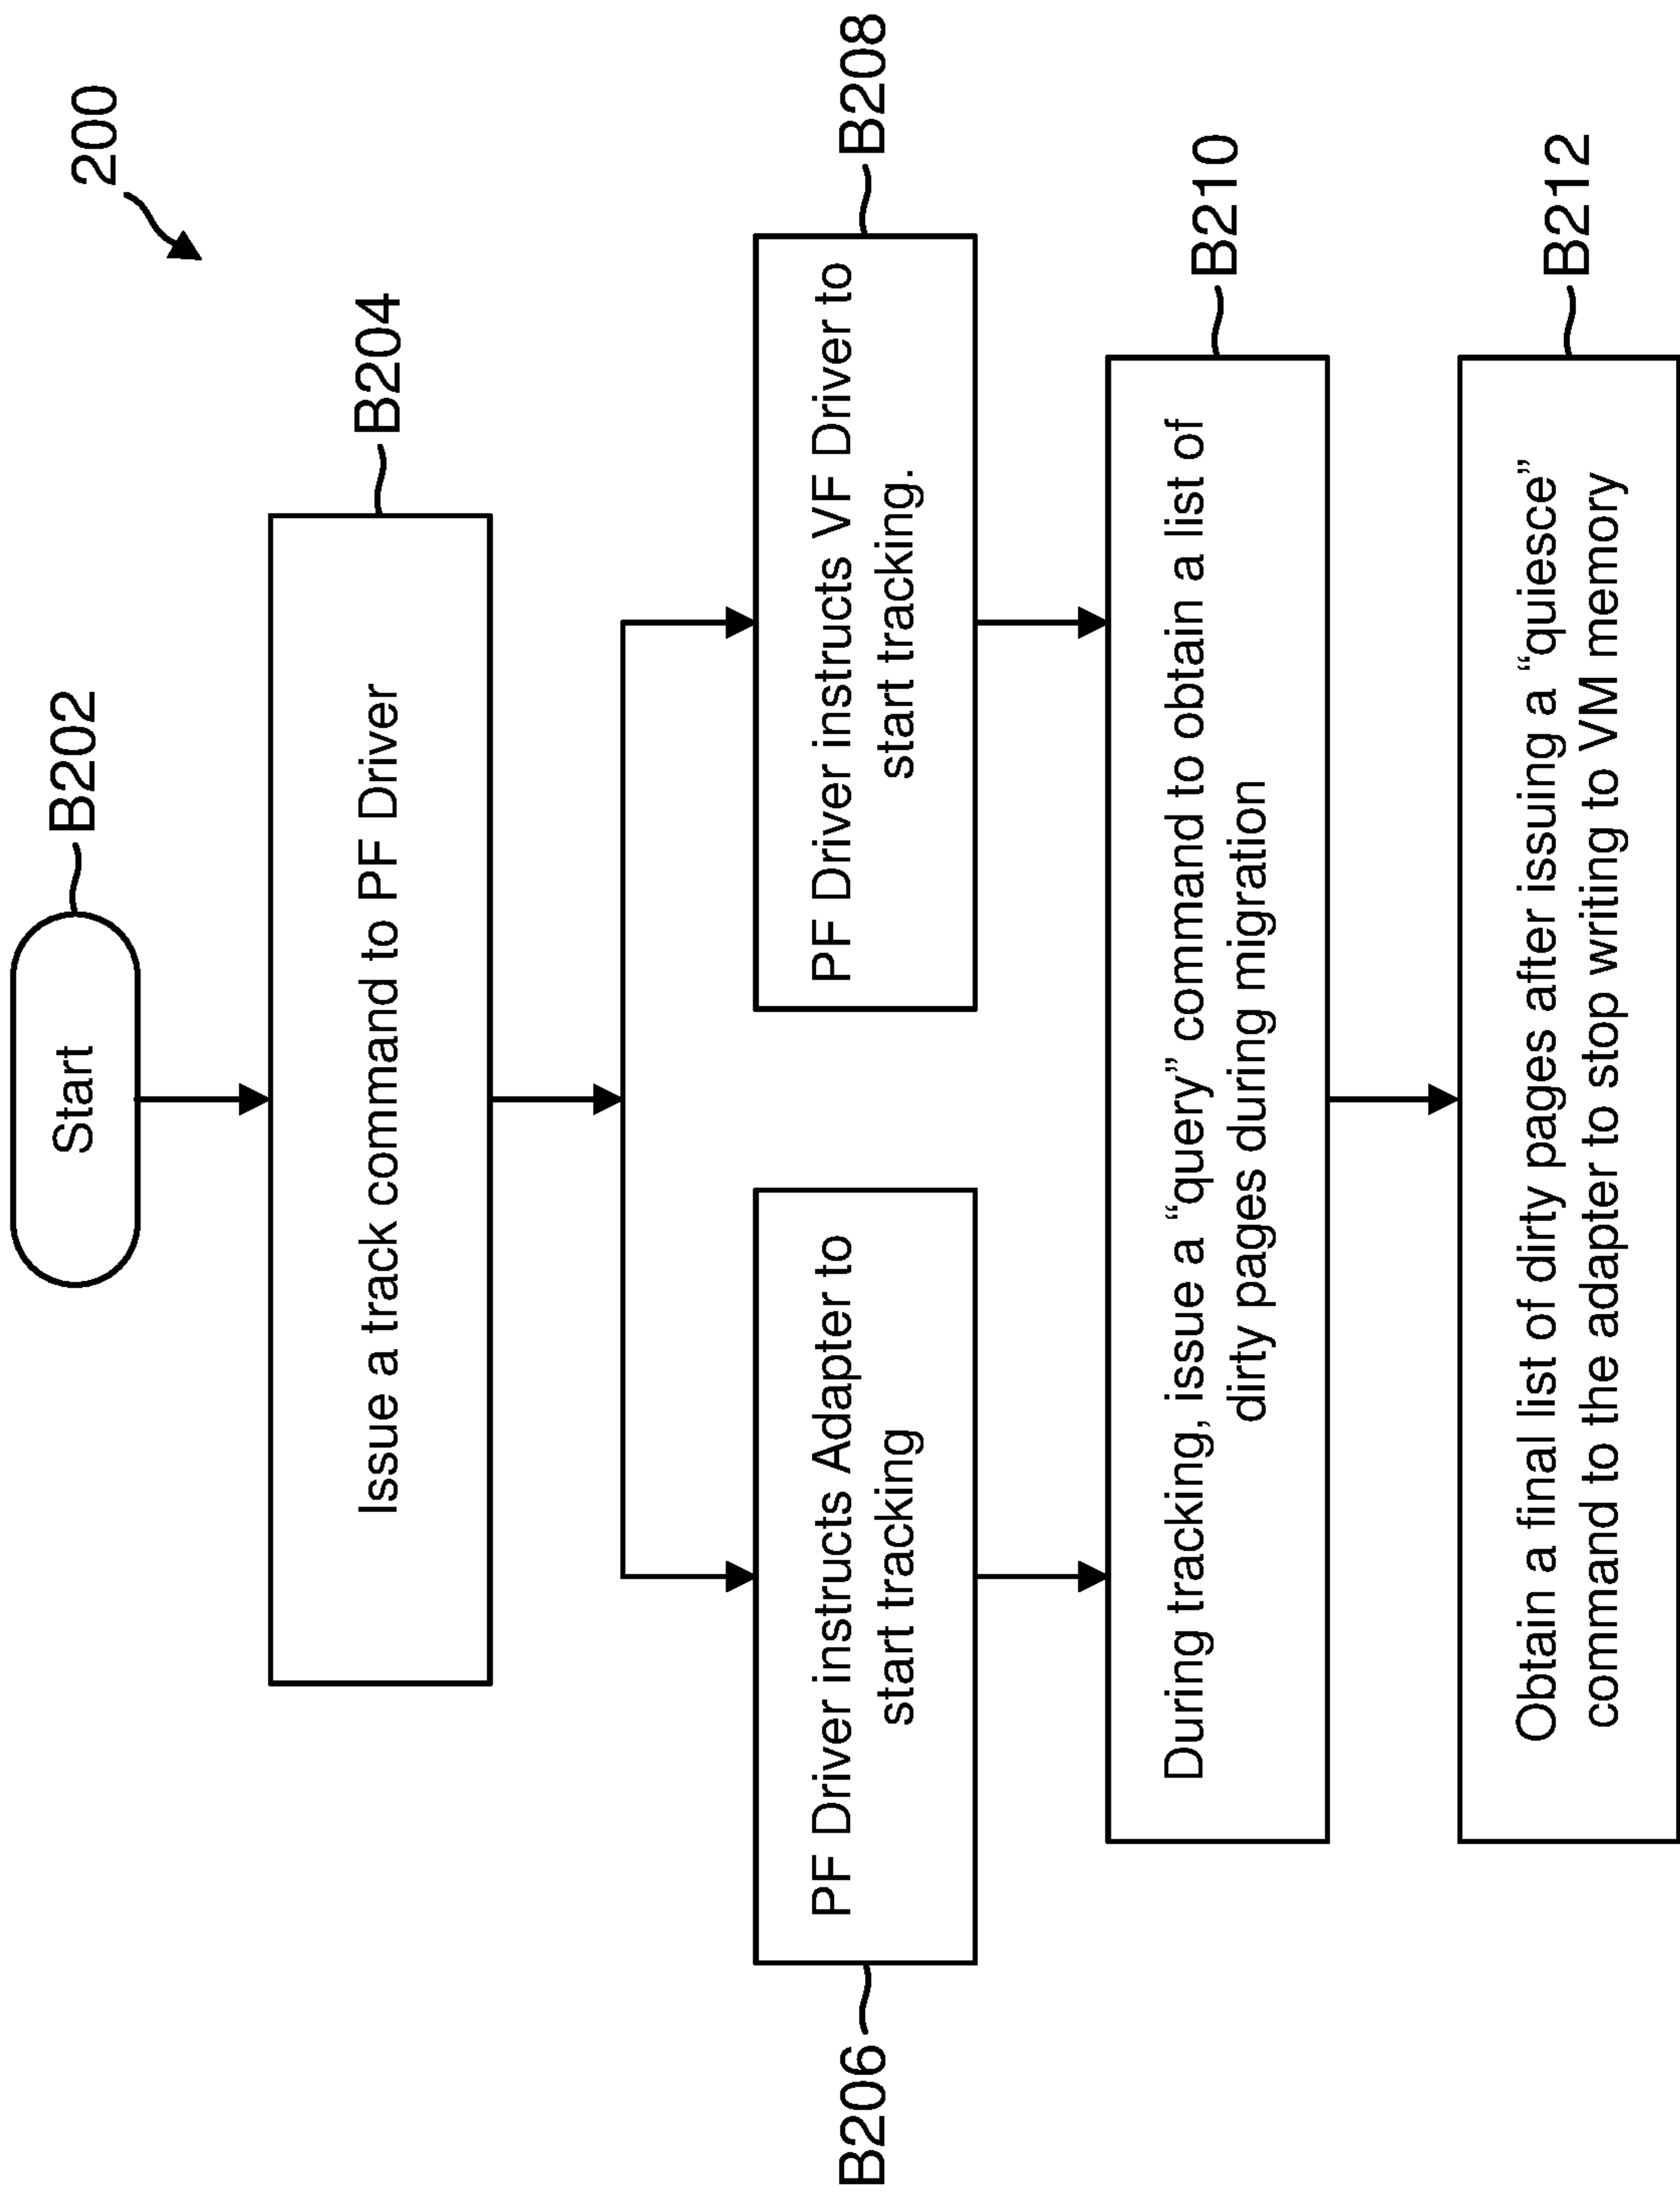 200
Start
B202
Issue a track command to PF Driver
B204
PF Driver instructs Adapter to
start tracking
B206
PF Driver instructs VF Driver to
start tracking.
B208
During tracking, issue a “query” command to obtain a list of
dirty pages during migration
B210
Obtain a final list of dirty pages after issuing a “quiesce”
command to the adapter to stop writing to VM memory
B212